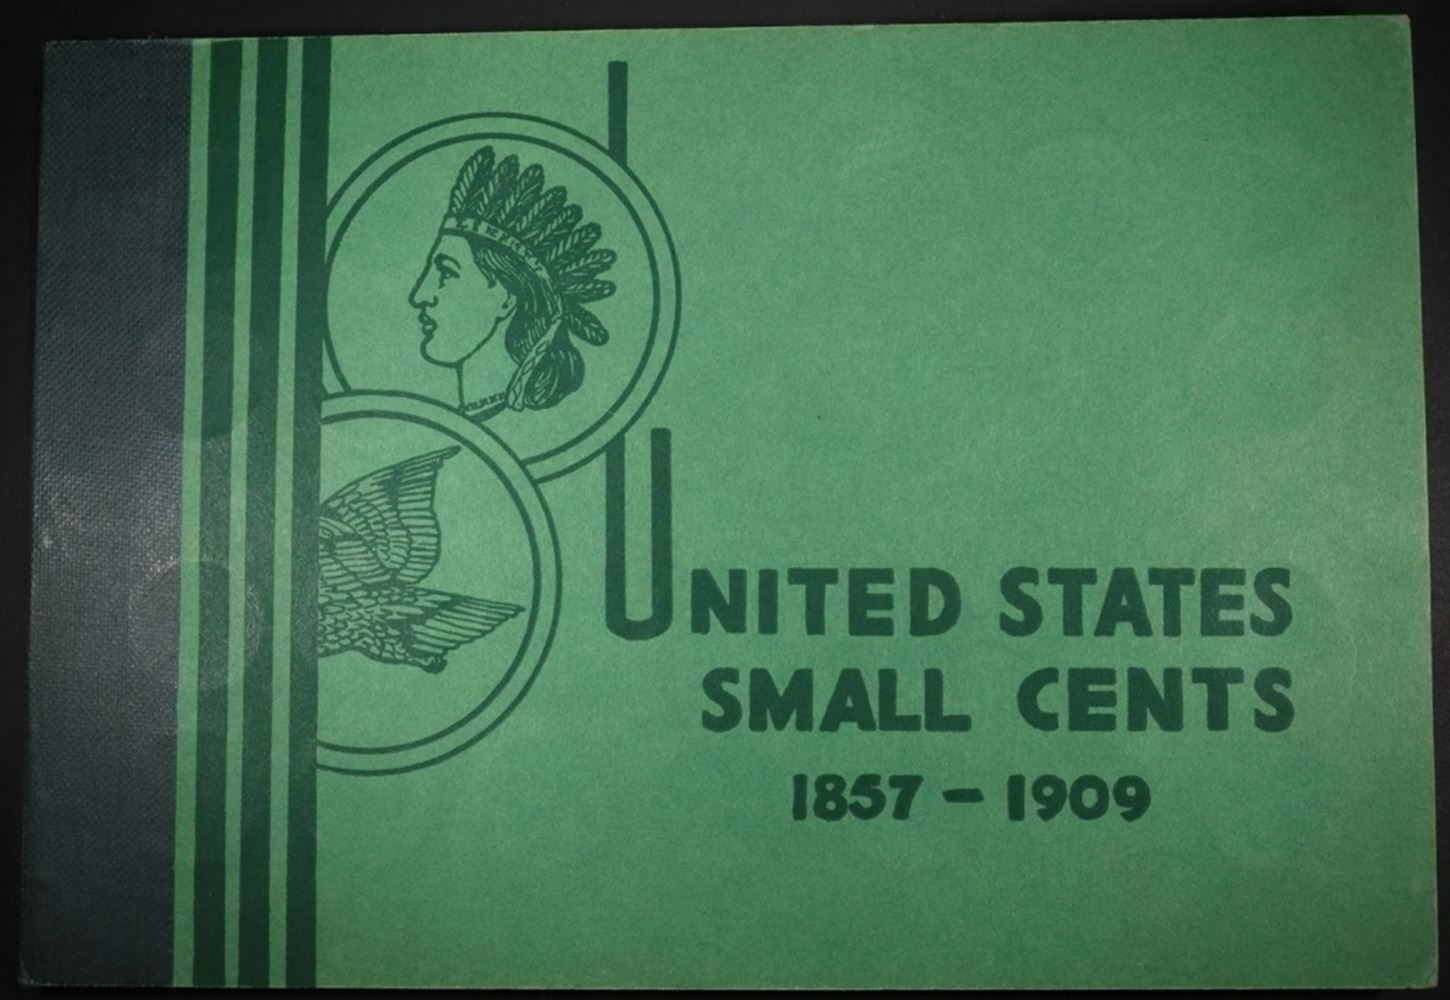 UNITED STATES
SMALL CENTS
1857 - 1909